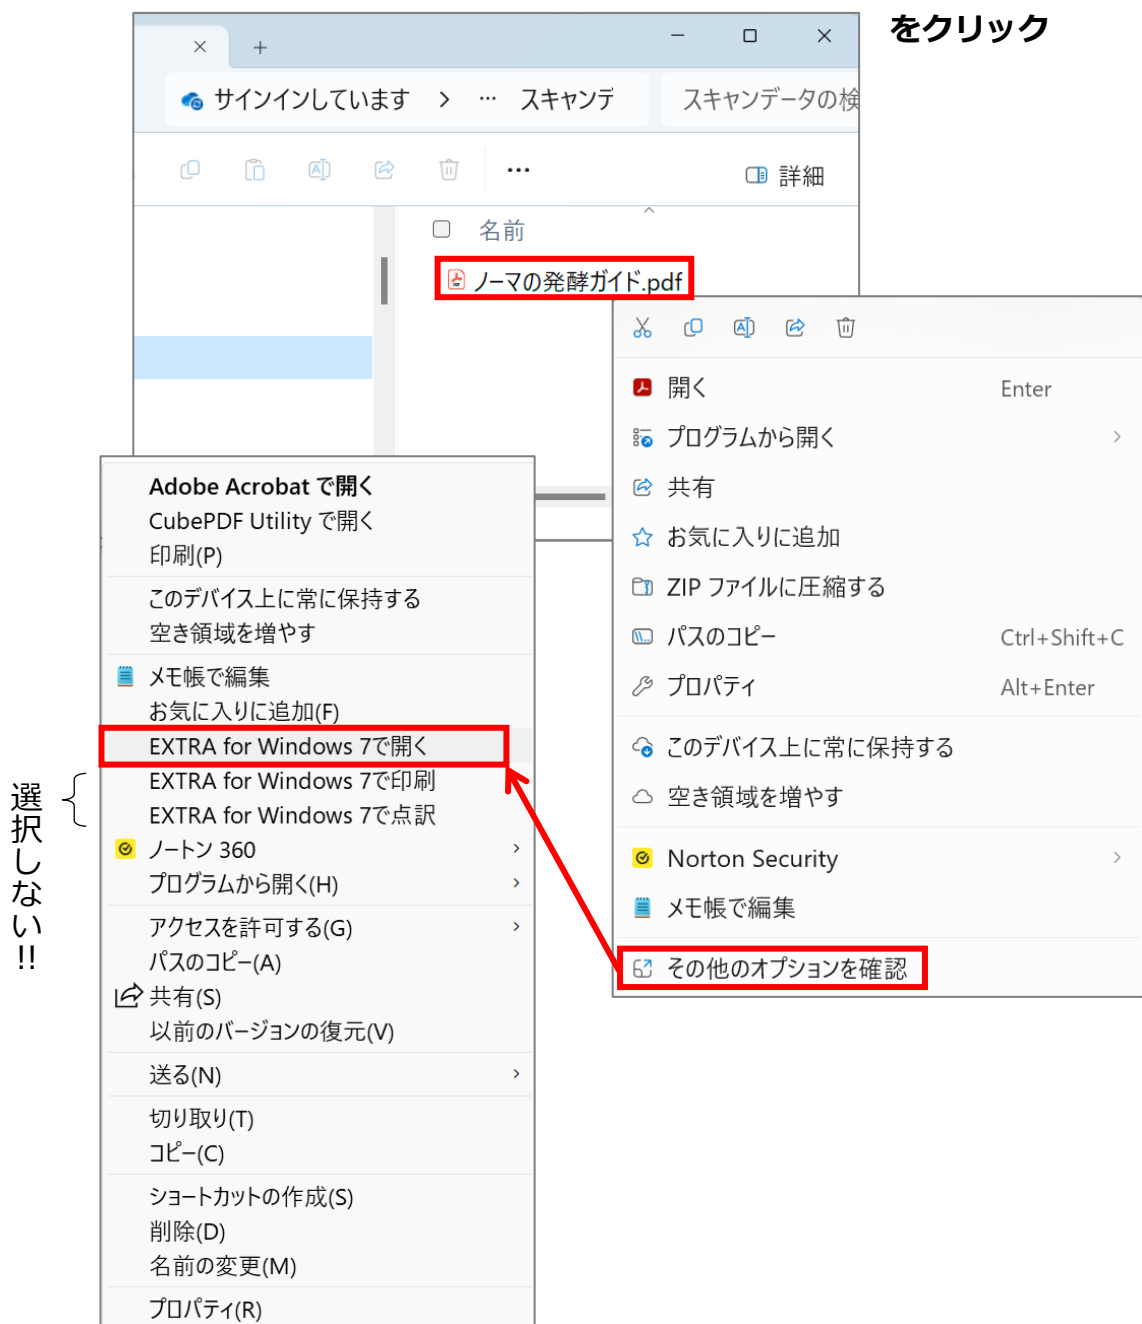 をクリック
サインインしています > … スキャンデ
スキャンデータの検
詳細
名前
ノーマの発酵ガイド.pdf
開く Enter
プログラムから開く
共有
お気に入りに追加
ZIP ファイルに圧縮する
パスのコピー Ctrl+Shift+C
プロパティ Alt+Enter
このデバイス上に常に保持する
空き領域を増やす
Norton Security
メモ帳で編集
その他のオプションを確認
Adobe Acrobat で開く
CubePDF Utility で開く
印刷(P)
このデバイス上に常に保持する
空き領域を増やす
メモ帳で編集
お気に入りに追加(F)
EXTRA for Windows 7で開く
EXTRA for Windows 7で印刷
EXTRA for Windows 7で点訳
ノートン 360
プログラムから開く(H)
アクセスを許可する(G)
パスのコピー(A)
共有(S)
以前のバージョンの復元(V)
送る(N)
切り取り(T)
コピー(C)
ショートカットの作成(S)
削除(D)
名前の変更(M)
プロパティ(R)
選択しない!!